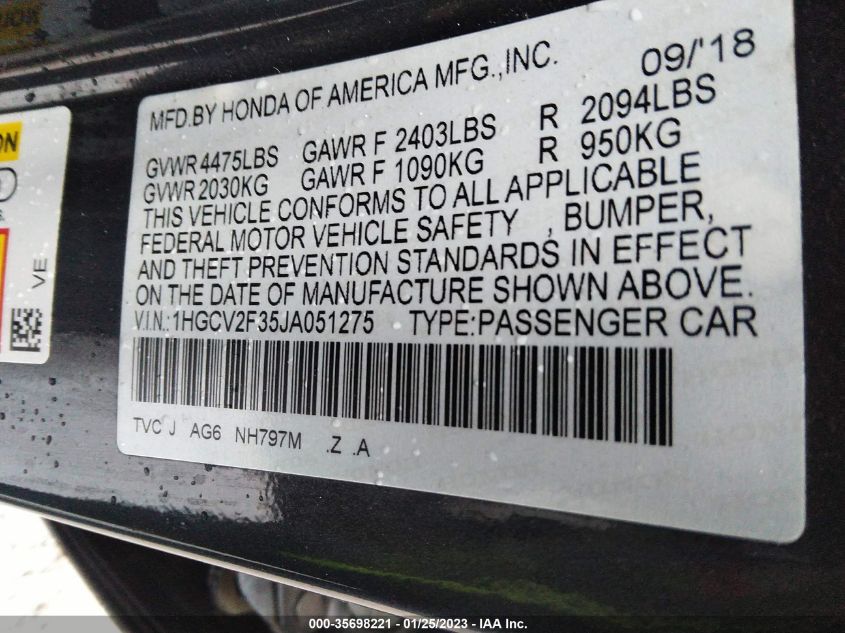 MFD.BY HONDA OF AMERICA MFG.,INC. 09/'18
GVWR 4475LBS GAWR F 2403LBS R 2094LBS
GVWR 2030KG GAWR F 1090KG R 950KG
THIS VEHICLE CONFORMS TO ALL APPLICABLE
FEDERAL MOTOR VEHICLE SAFETY , BUMPER,
AND THEFT PREVENTION STANDARDS IN EFFECT
ON THE DATE OF MANUFACTURE SHOWN ABOVE.
V.I.N.:1HGCV2F35JA051275 TYPE:PASSENGER CAR
TVC J AG6 NH797M .Z .A
VE
000-35698221 - 01/25/2023 - IAA Inc.